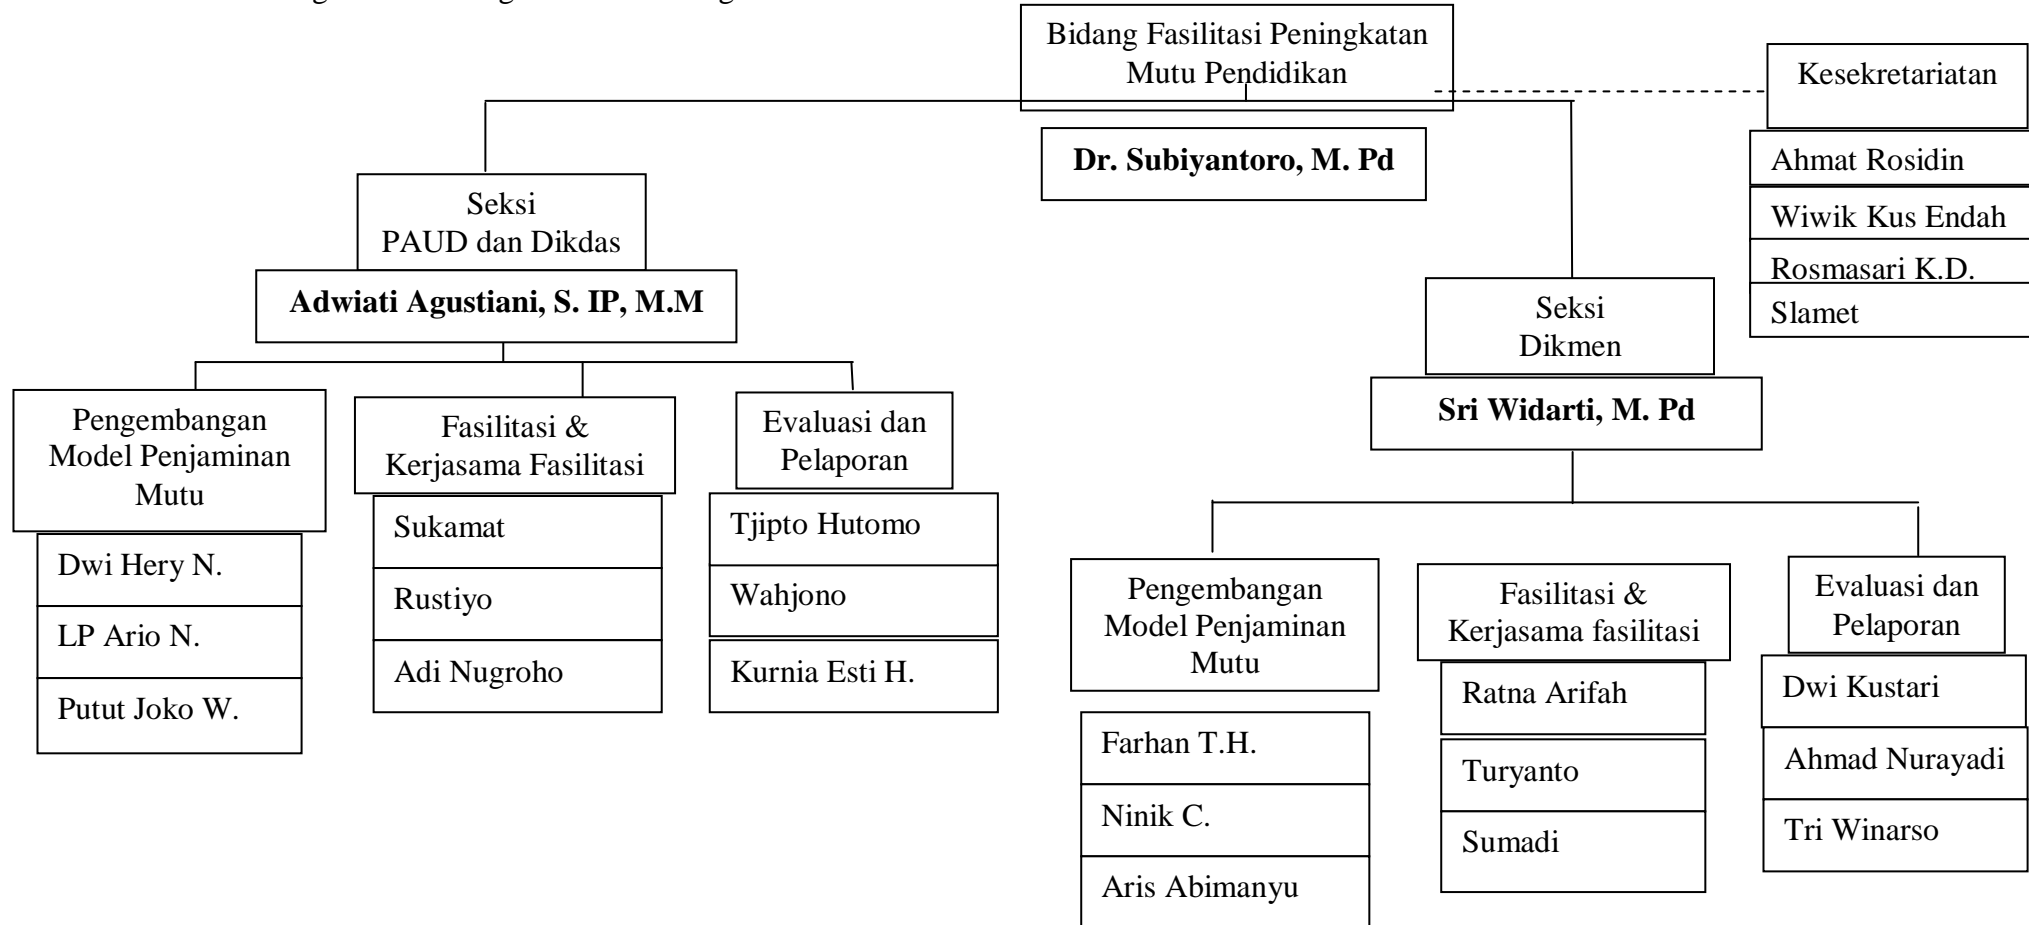 Bidang Fasilitasi Peningkatan
Mutu Pendidikan
Dr. Subiyantoro, M. Pd
Kesekretariatan
Ahmat Rosidin
Wiwik Kus Endah
Rosmasari K.D.
Slamet
Seksi
PAUD dan Dikdas
Adwiati Agustiani, S. IP, M.M
Pengembangan
Model Penjaminan
Mutu
Dwi Hery N.
LP Ario N.
Putut Joko W.
Fasilitasi &
Kerjasama Fasilitasi
Sukamat
Rustiyo
Adi Nugroho
Evaluasi dan
Pelaporan
Tjipto Hutomo
Wahjono
Kurnia Esti H.
Seksi
Dikmen
Sri Widarti, M. Pd
Pengembangan
Model Penjaminan
Mutu
Farhan T.H.
Ninik C.
Aris Abimanyu
Fasilitasi &
Kerjasama fasilitasi
Ratna Arifah
Turyanto
Sumadi
Evaluasi dan
Pelaporan
Dwi Kustari
Ahmad Nurayadi
Tri Winarso